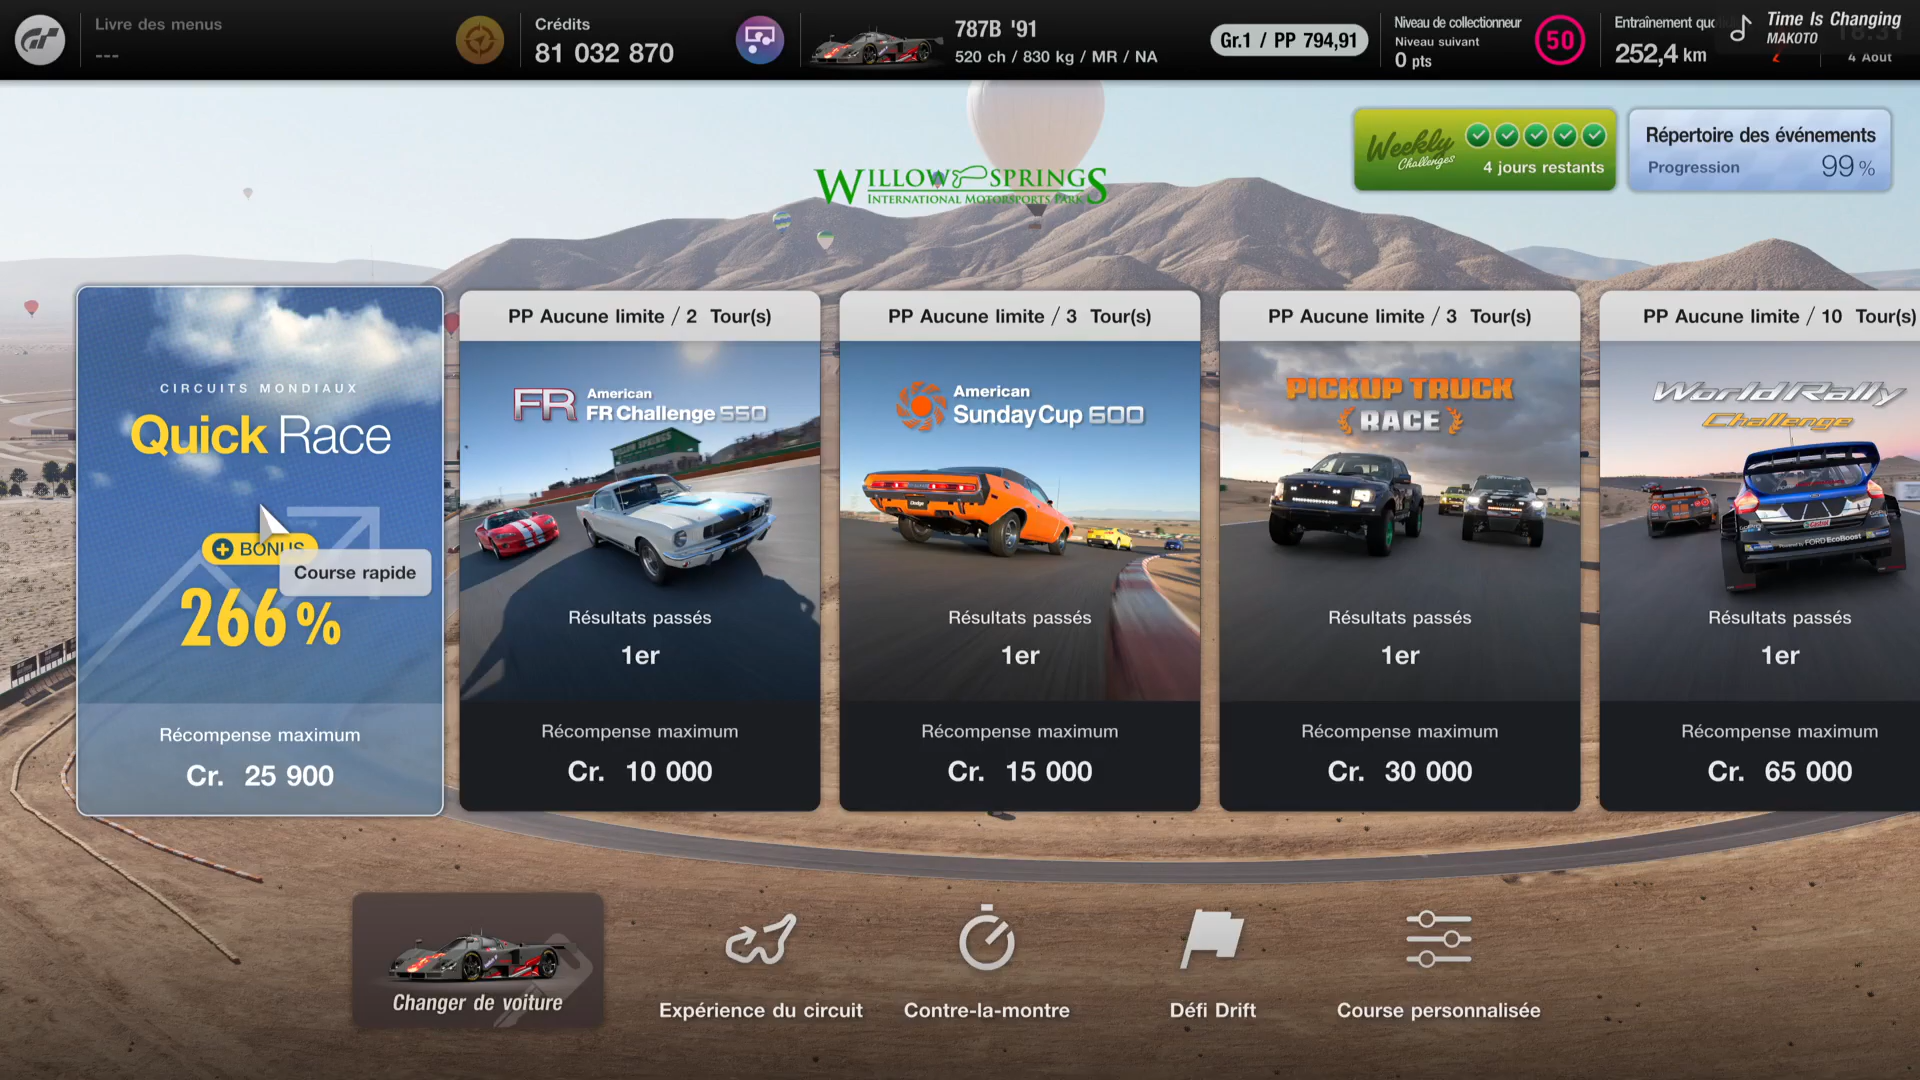 Livre des menus
---
Crédits
81 032 870
787B '91
520 ch / 830 kg / MR / NA
Gr.1 / PP 794,91
Niveau de collectionneur
Niveau suivant
0 pts
50
Entraînement quo
252,4 km
Time Is Changing
MAKOTO
4 Août
WILLOW SPRINGS
INTERNATIONAL MOTORSPORTS PARK
Weekly
Challenges
4 jours restants
Répertoire des événements
Progression
99 %
CIRCUITS MONDIAUX
Quick Race
BONUS
Course rapide
266 %
Récompense maximum
Cr. 25 900
PP Aucune limite / 2 Tour(s)
FR American
FR Challenge 550
Résultats passés
1er
Récompense maximum
Cr. 10 000
PP Aucune limite / 3 Tour(s)
American
Sunday Cup 600
Résultats passés
1er
Récompense maximum
Cr. 15 000
PP Aucune limite / 3 Tour(s)
PICKUP TRUCK
RACE
Résultats passés
1er
Récompense maximum
Cr. 30 000
PP Aucune limite / 10 Tour(s)
World Rally
Challenge
Résultats passés
1er
Récompense maximum
Cr. 65 000
Changer de voiture
Expérience du circuit
Contre-la-montre
Défi Drift
Course personnalisée